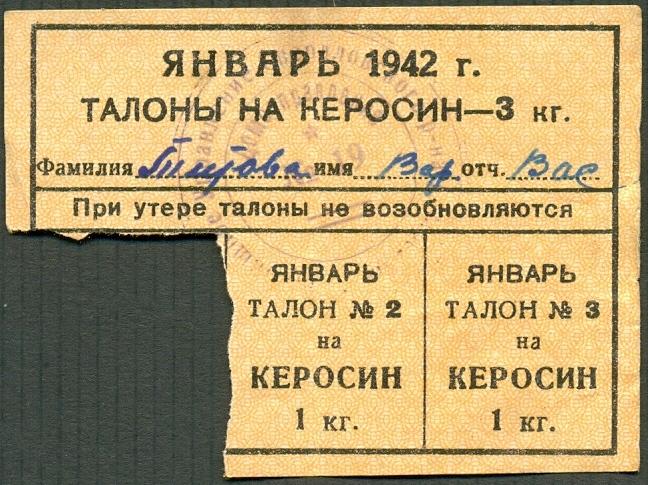 ЯНВАРЬ 1942 г.
ТАЛОНЫ НА КЕРОСИН—3 кг.
Фамилия Титова имя Вар. отч. Вас
При утере талоны не возобновляются
ЯНВАРЬ
ТАЛОН № 2
на
КЕРОСИН
1 кг.
ЯНВАРЬ
ТАЛОН № 3
на
КЕРОСИН
1 кг.